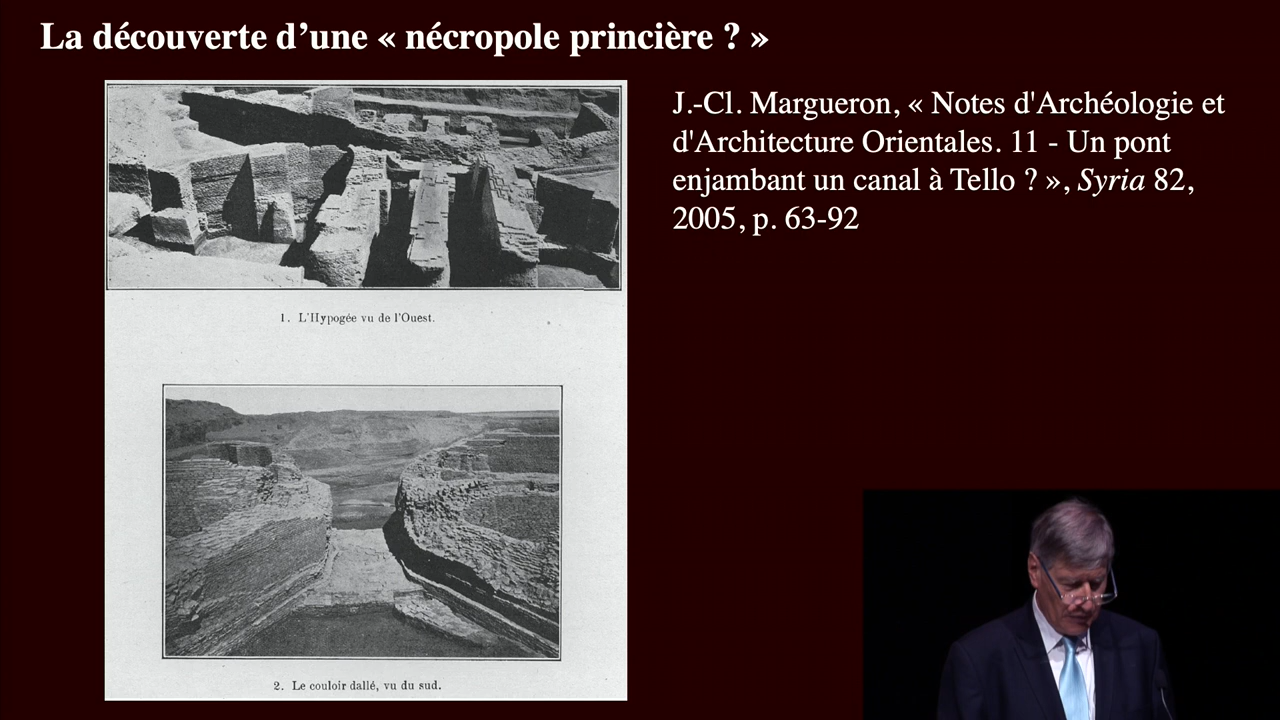 La découverte d’une « nécropole princière ? »
J.-Cl. Margueron, « Notes d'Archéologie et
d'Architecture Orientales. 11 - Un pont
enjambant un canal à Tello ? », Syria 82,
2005, p. 63-92
1. L'Hypogée vu de l'Ouest.
2. Le couloir dallé, vu du sud.